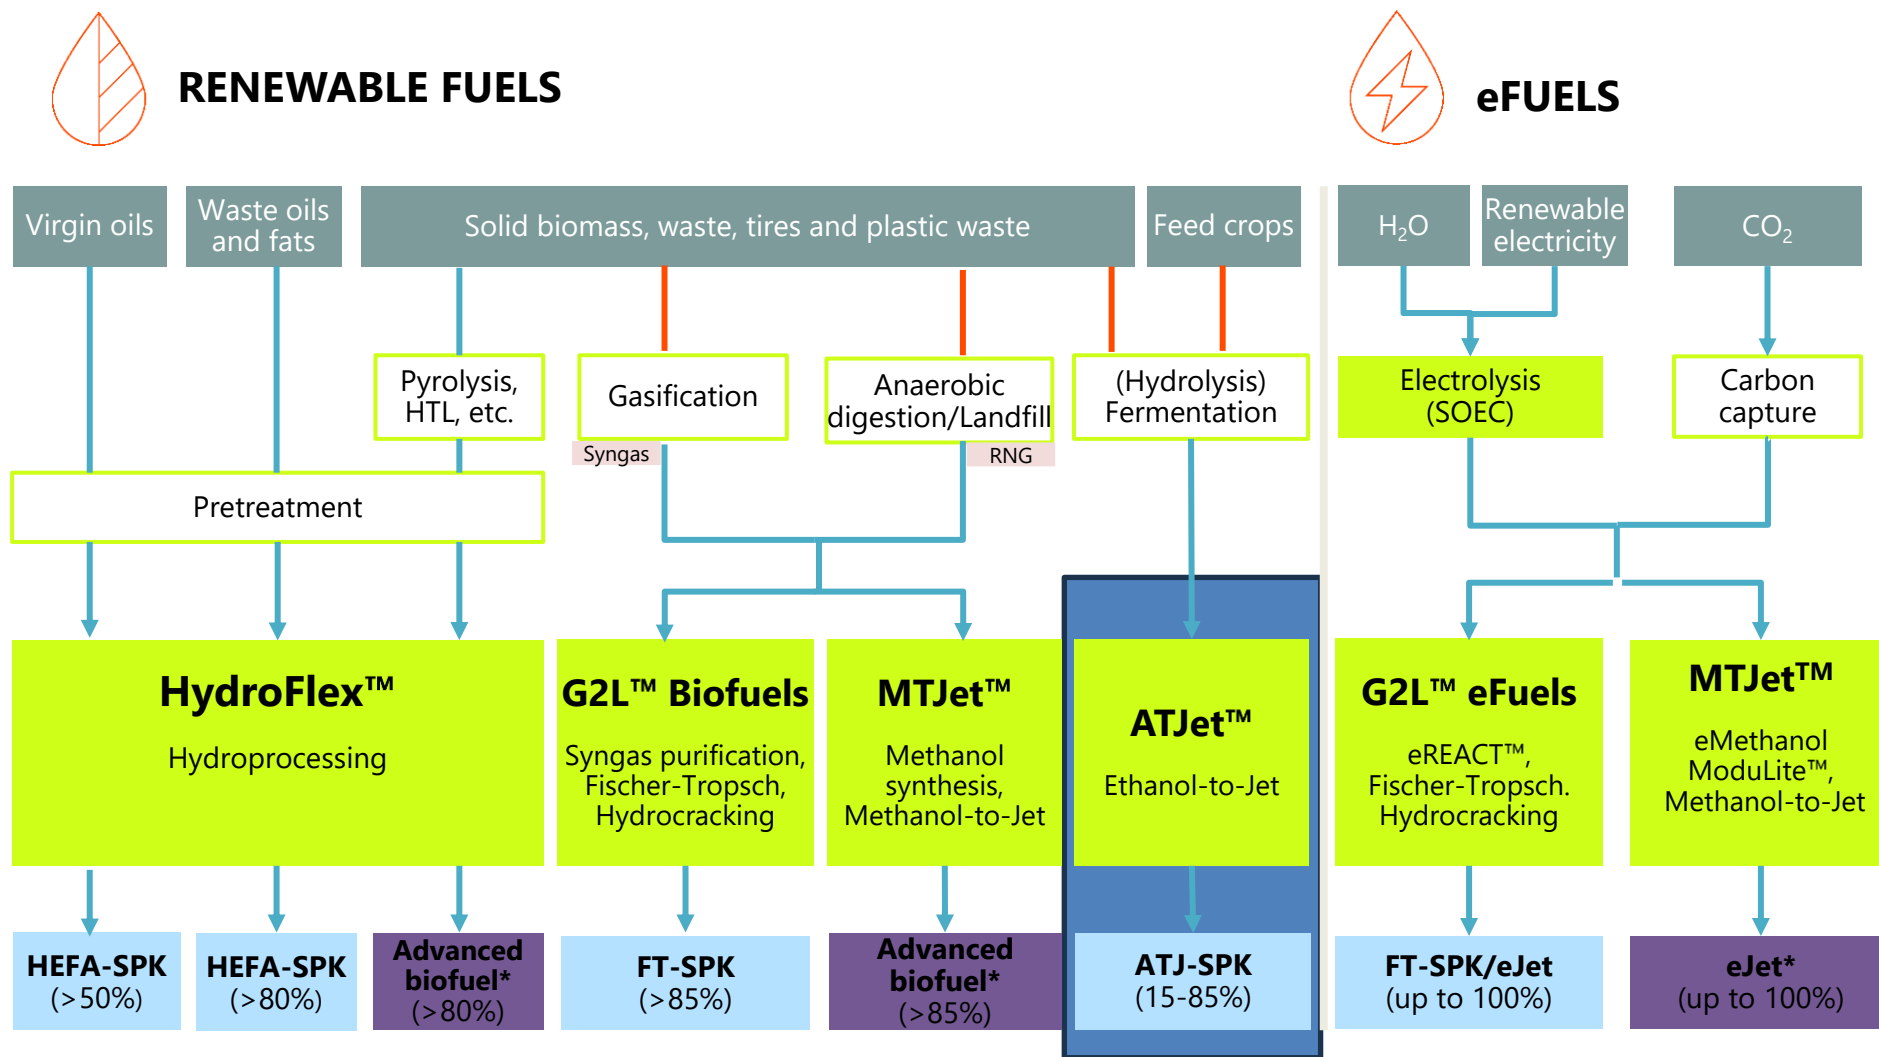 RENEWABLE FUELS
eFUELS
Virgin oils
Waste oils
and fats
Solid biomass, waste, tires and plastic waste
Feed crops
H₂O
Renewable
electricity
CO₂
Pyrolysis,
HTL, etc.
Gasification
Anaerobic
digestion/Landfill
(Hydrolysis)
Fermentation
Electrolysis
(SOEC)
Carbon
capture
Syngas
RNG
Pretreatment
HydroFlex™
Hydroprocessing
G2L™ Biofuels
Syngas purification,
Fischer-Tropsch,
Hydrocracking
MTJet™
Methanol
synthesis,
Methanol-to-Jet
ATJet™
Ethanol-to-Jet
G2L™ eFuels
eREACT™,
Fischer-Tropsch.
Hydrocracking
MTJet™
eMethanol
ModuLite™,
Methanol-to-Jet
HEFA-SPK
(>50%)
HEFA-SPK
(>80%)
Advanced
biofuel*
(>80%)
FT-SPK
(>85%)
Advanced
biofuel*
(>85%)
ATJ-SPK
(15-85%)
FT-SPK/eJet
(up to 100%)
eJet*
(up to 100%)